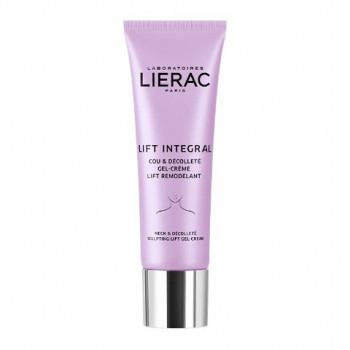 LABORATOIRES
LIERAC
PARIS
LIFT INTEGRAL
COU & DÉCOLLETÉ
GEL-CRÈME
LIFT REMODELANT
NECK & DÉCOLLETÉ
SCULPTING LIFT GEL-CREAM